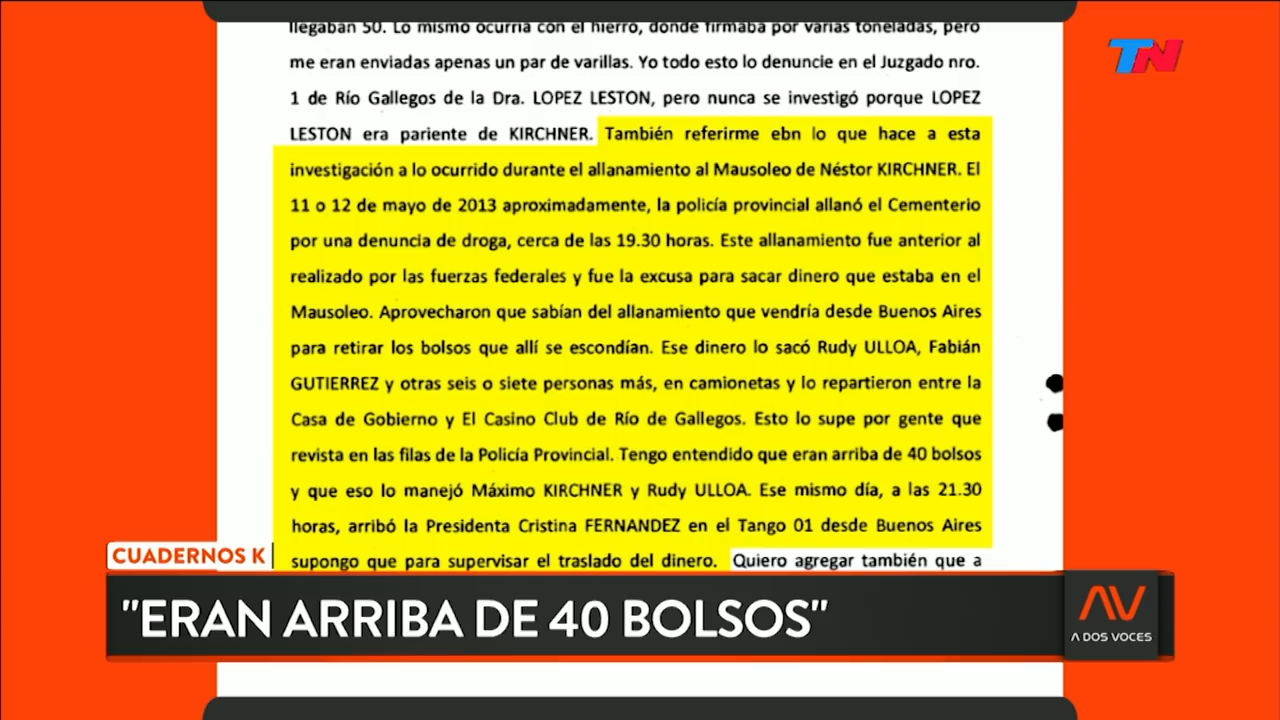 llegaban 50. Lo mismo ocurría con el hierro, donde firmaba por varias toneladas, pero
me eran enviadas apenas un par de varillas. Yo todo esto lo denuncie en el Juzgado nro.
1 de Río Gallegos de la Dra. LOPEZ LESTON, pero nunca se investigó porque LOPEZ
LESTON era pariente de KIRCHNER. También referirme ebn lo que hace a esta
investigación a lo ocurrido durante el allanamiento al Mausoleo de Néstor KIRCHNER. El
11 o 12 de mayo de 2013 aproximadamente, la policía provincial allanó el Cementerio
por una denuncia de droga, cerca de las 19.30 horas. Este allanamiento fue anterior al
realizado por las fuerzas federales y fue la excusa para sacar dinero que estaba en el
Mausoleo. Aprovecharon que sabían del allanamiento que vendría desde Buenos Aires
para retirar los bolsos que allí se escondían. Ese dinero lo sacó Rudy ULLOA, Fabián
GUTIERREZ y otras seis o siete personas más, en camionetas y lo repartieron entre la
Casa de Gobierno y El Casino Club de Río de Gallegos. Esto lo supe por gente que
revista en las filas de la Policía Provincial. Tengo entendido que eran arriba de 40 bolsos
y que eso lo manejó Máximo KIRCHNER y Rudy ULLOA. Ese mismo día, a las 21.30
horas, arribó la Presidenta Cristina FERNANDEZ en el Tango 01 desde Buenos Aires
supongo que para supervisar el traslado del dinero. Quiero agregar también que a
TN
CUADERNOS K
"ERAN ARRIBA DE 40 BOLSOS"
AV
A DOS VOCES